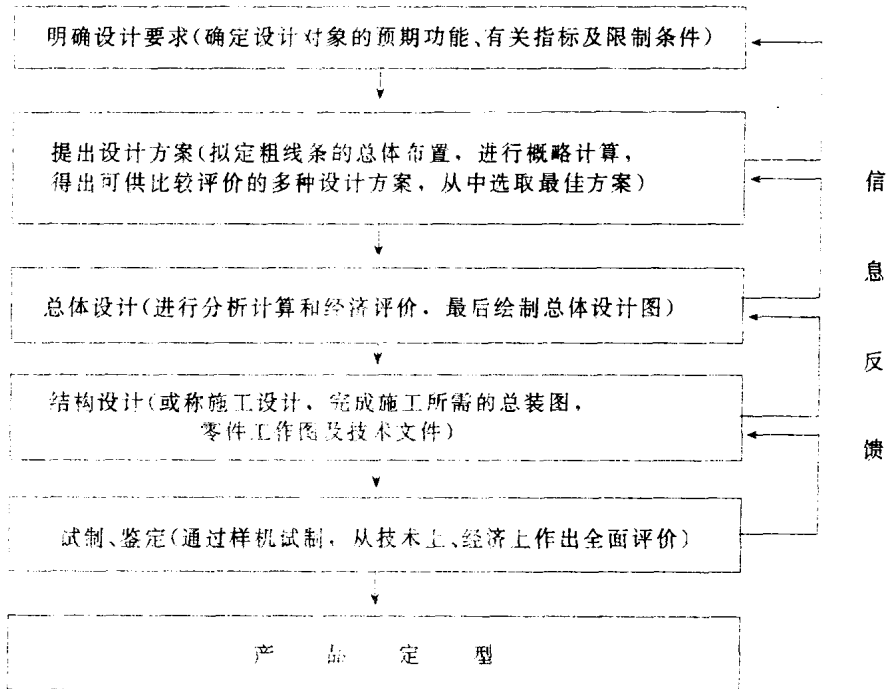 明确设计要求(确定设计对象的预期功能、有关指标及限制条件)
提出设计方案(拟定粗线条的总体布置，进行概略计算，
得出可供比较评价的多种设计方案，从中选取最佳方案)
总体设计(进行分析计算和经济评价，最后绘制总体设计图)
结构设计(或称施工设计，完成施工所需的总装图，
零件工作图及技术文件)
试制、鉴定(通过样机试制，从技术上、经济上作出全面评价)
产品定型
信
息
反
馈